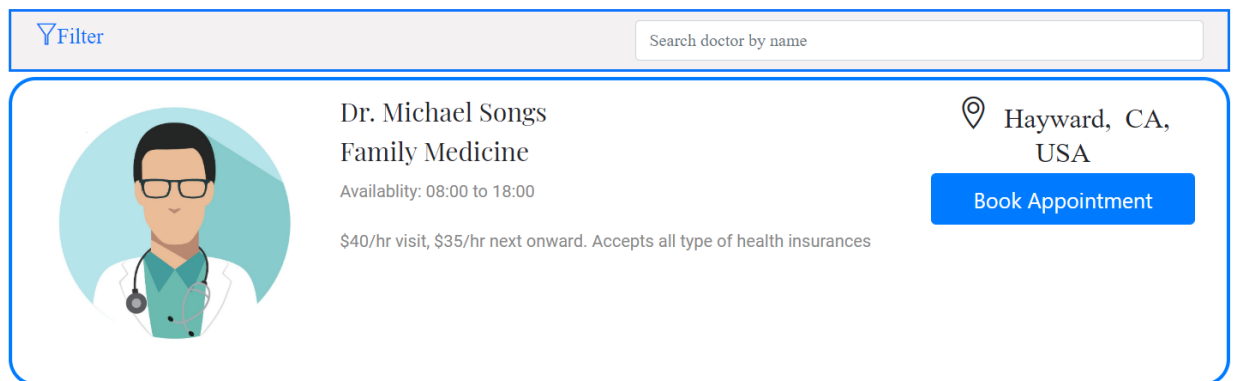 Filter
Search doctor by name
Dr. Michael Songs
Family Medicine
Availablity: 08:00 to 18:00
$40/hr visit, $35/hr next onward. Accepts all type of health insurances
Hayward, CA,
USA
Book Appointment